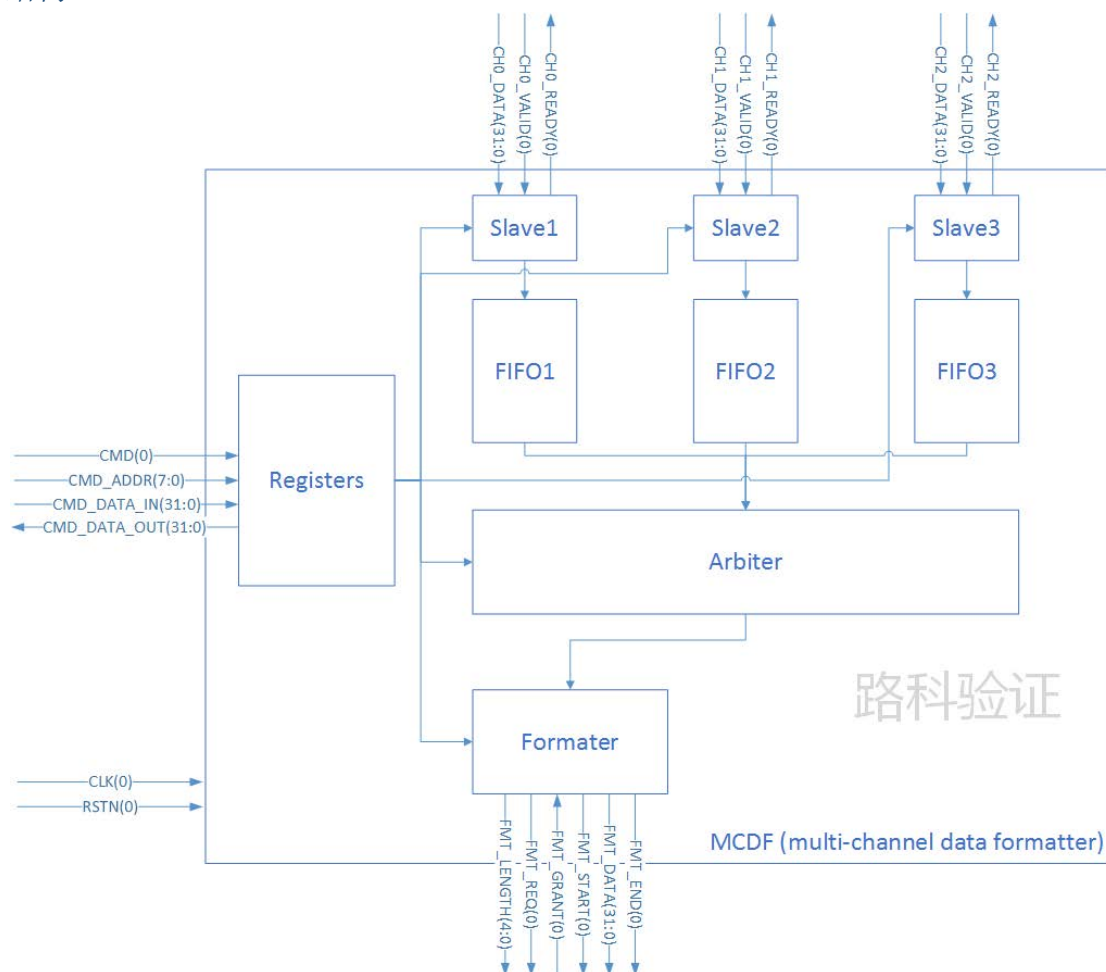 CH0_DATA(31:0)
CH0_VALID(0)
CH0_READY(0)
CH1_DATA(31:0)
CH1_VALID(0)
CH1_READY(0)
CH2_DATA(31:0)
CH2_VALID(0)
CH2_READY(0)
Slave1
Slave2
Slave3
FIFO1
FIFO2
FIFO3
CMD(0)
CMD_ADDR(7:0)
CMD_DATA_IN(31:0)
CMD_DATA_OUT(31:0)
Registers
Arbiter
路科验证
Formater
CLK(0)
RSTN(0)
MCDF (multi-channel data formatter)
FMT_LENGTH(4:0)
FMT_REQ(0)
FMT_GRANT(0)
FMT_START(0)
FMT_DATA(31:0)
FMT_END(0)